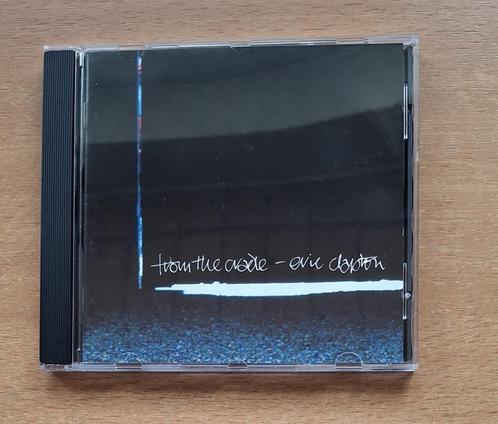 from the cradle – eric clapton